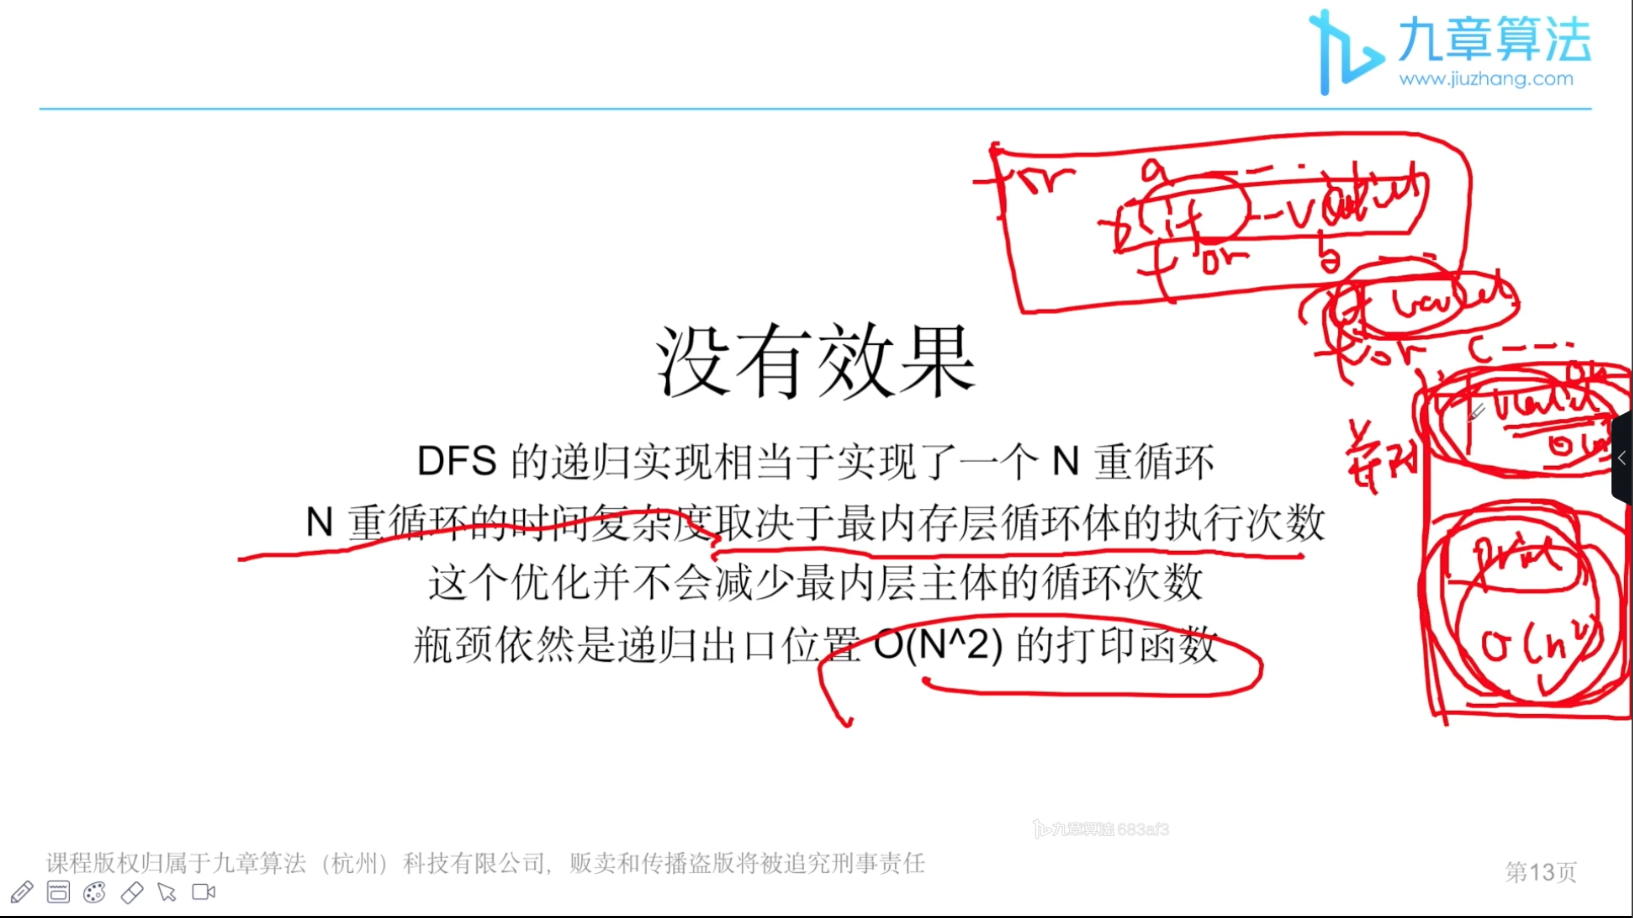 九章算法
www.jiuzhang.com
for a
if valid
for b
if valid
for c
valid
print
O(n²)
没有效果
DFS 的递归实现相当于实现了一个 N 重循环
N 重循环的时间复杂度取决于最内存层循环体的执行次数
这个优化并不会减少最内层主体的循环次数
瓶颈依然是递归出口位置 O(N^2) 的打印函数
九章算法 683af3
课程版权归属于九章算法（杭州）科技有限公司，贩卖和传播盗版将被追究刑事责任
第13页